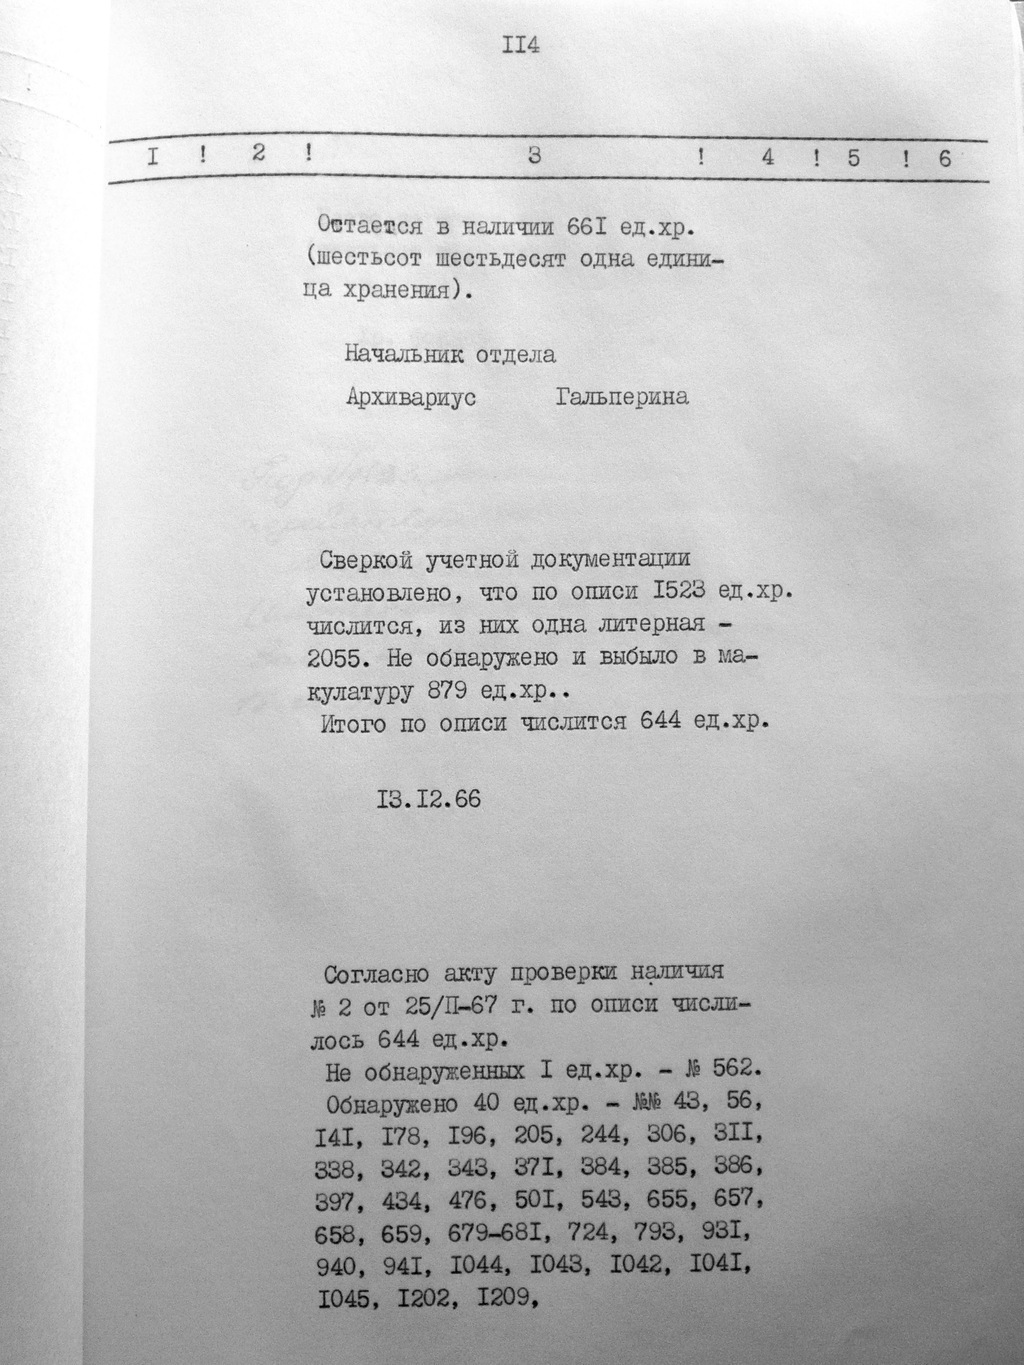 II4
I ! 2 ! 3 ! 4 ! 5 ! 6
Остается в наличии 66I ед.хр.
(шестьсот шестьдесят одна едини-
ца хранения).
Начальник отдела
Архивариус Гальперина
Сверкой учетной документации
установлено, что по описи I523 ед.хр.
числится, из них одна литерная -
2055. Не обнаружено и выбыло в ма-
кулатуру 879 ед.хр..
Итого по описи числится 644 ед.хр.
I3.I2.66
Согласно акту проверки наличия
№ 2 от 25/П-67 г. по описи числи-
лось 644 ед.хр.
Не обнаруженных I ед.хр. - № 562.
Обнаружено 40 ед.хр. - №№ 43, 56,
I4I, I78, I96, 205, 244, 306, 3II,
338, 342, 343, 37I, 384, 385, 386,
397, 434, 476, 50I, 543, 655, 657,
658, 659, 679-68I, 724, 793, 93I,
940, 94I, I044, I043, I042, I04I,
I045, I202, I209,